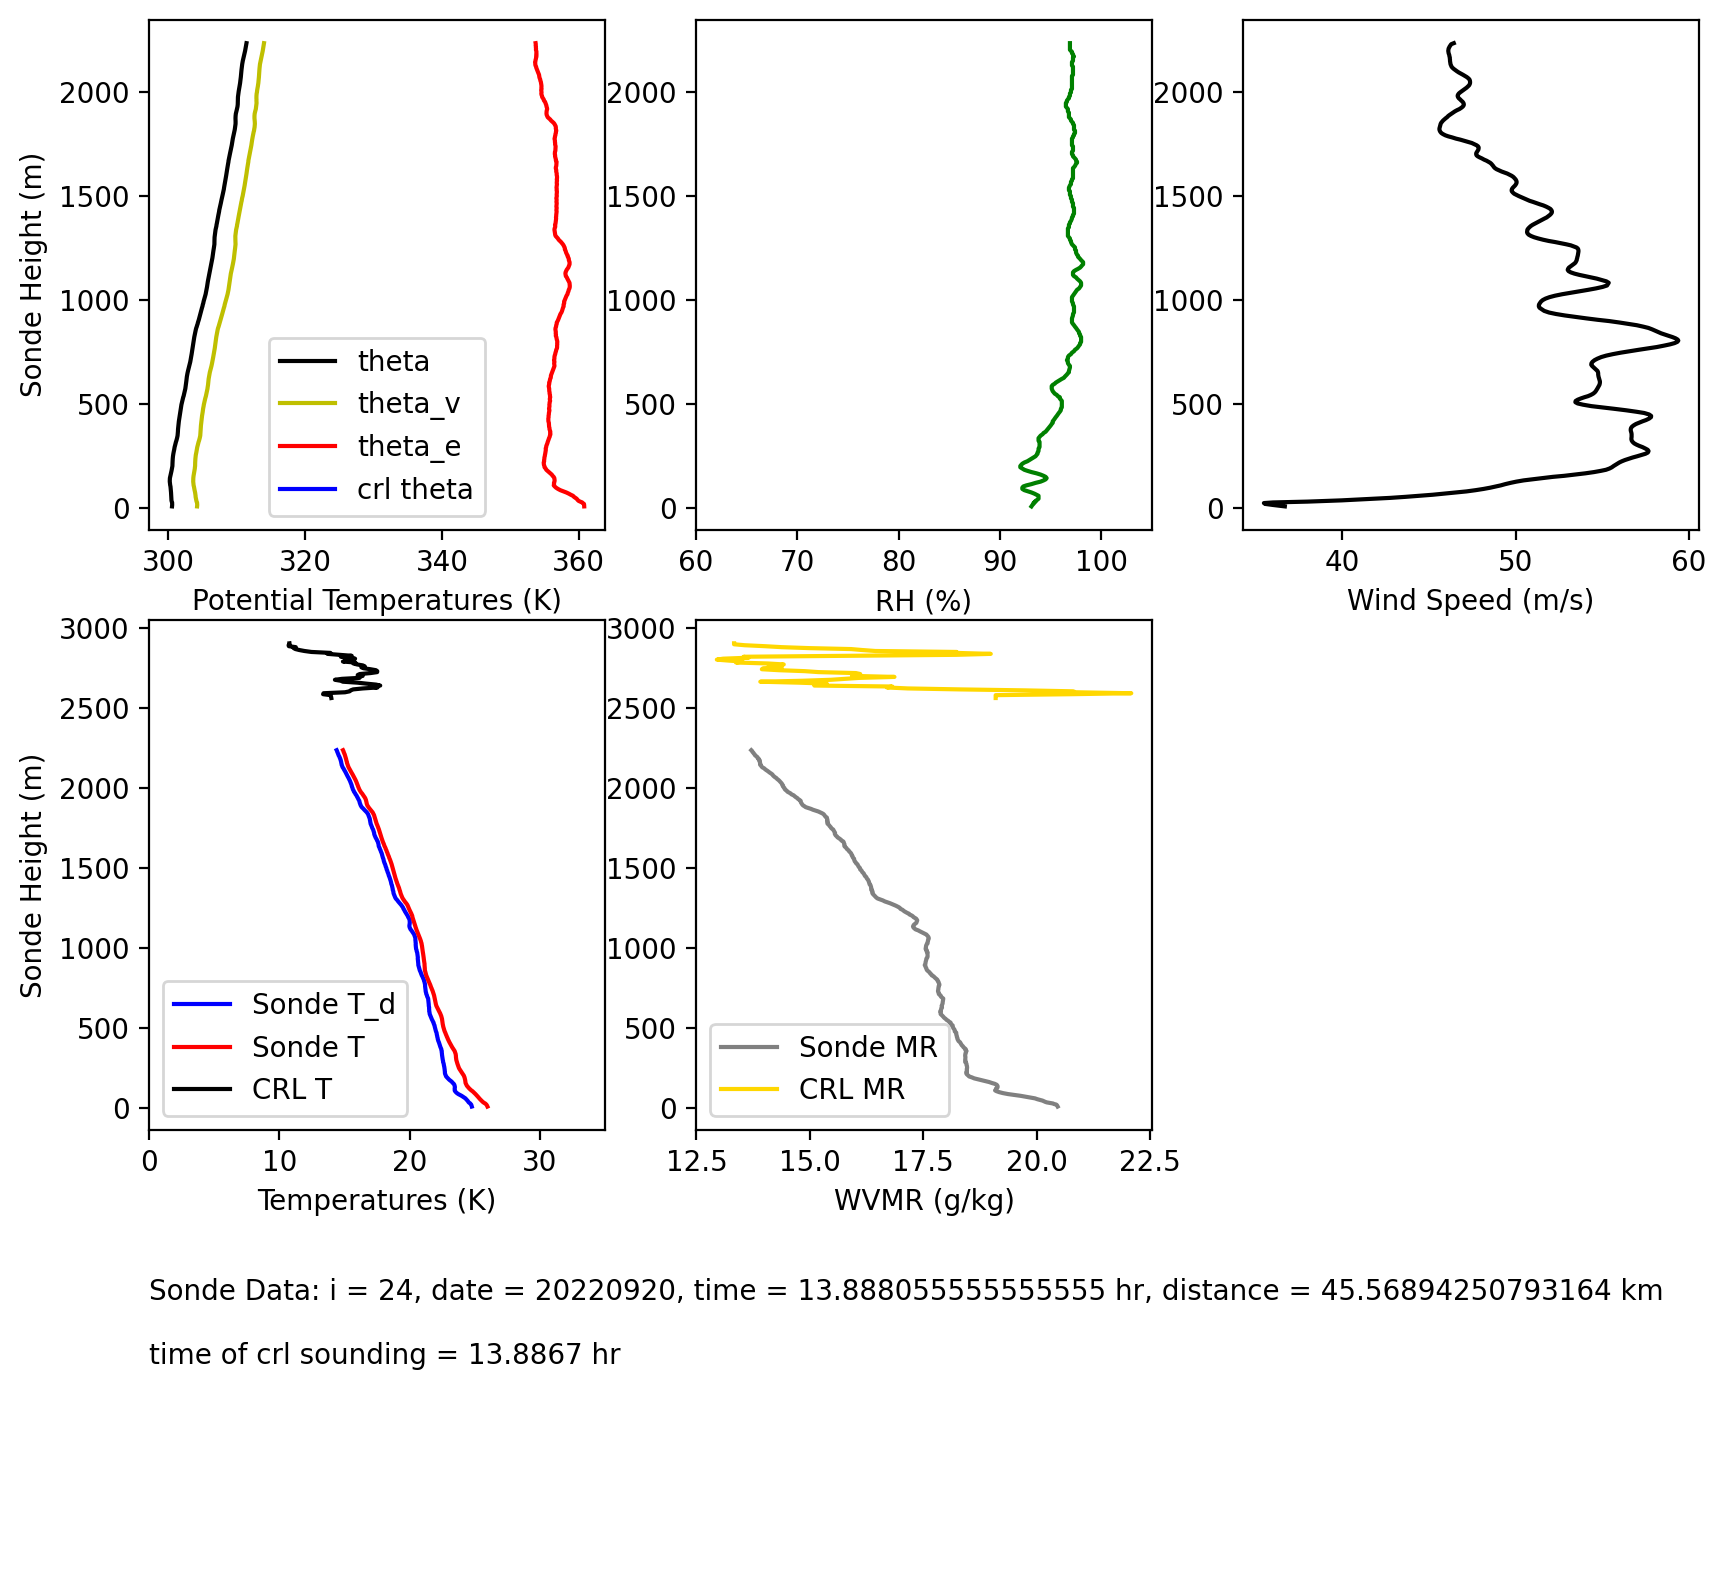 Sonde Height (m)
2000
1500
1000
500
0
300
320
340
360
Potential Temperatures (K)
theta
theta_v
theta_e
crl theta
2000
1500
1000
500
0
60
70
80
90
100
RH (%)
2000
1500
1000
500
0
40
50
60
Wind Speed (m/s)
Sonde Height (m)
3000
2500
2000
1500
1000
500
0
0
10
20
30
Temperatures (K)
Sonde T_d
Sonde T
CRL T
3000
2500
2000
1500
1000
500
0
12.5
15.0
17.5
20.0
22.5
WVMR (g/kg)
Sonde MR
CRL MR
Sonde Data: i = 24, date = 20220920, time = 13.888055555555555 hr, distance = 45.56894250793164 km
time of crl sounding = 13.8867 hr